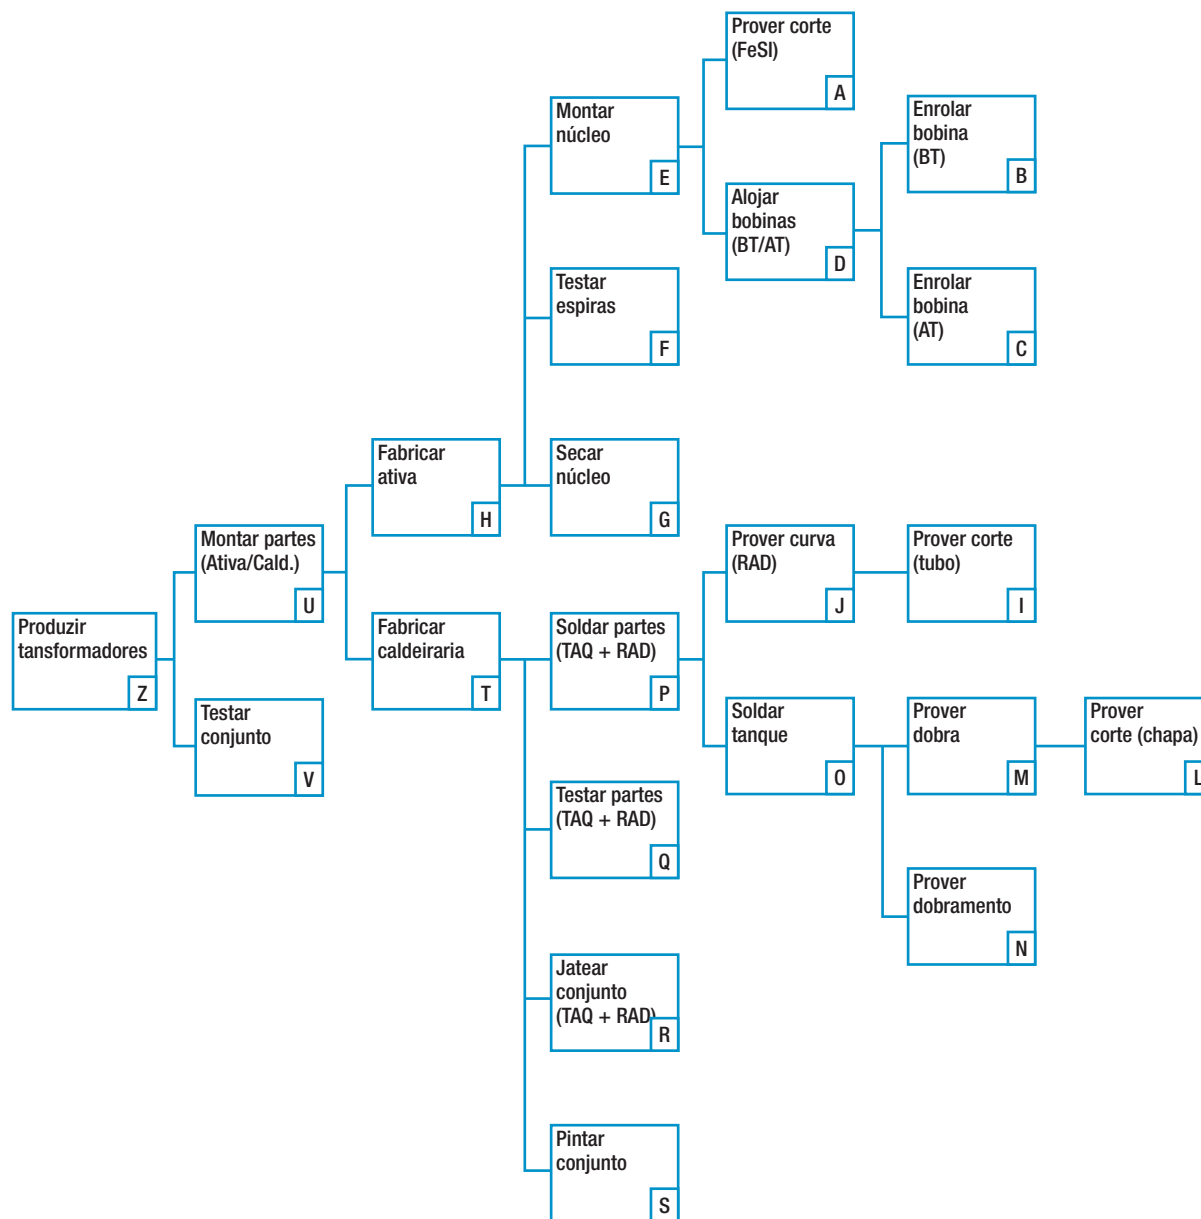 Prover corte
(FeSI)
A
Montar
núcleo
E
Enrolar
bobina
(BT)
B
Alojar
bobinas
(BT/AT)
D
Testar
espiras
F
Enrolar
bobina
(AT)
C
Fabricar
ativa
H
Secar
núcleo
G
Montar partes
(Ativa/Cald.)
U
Prover curva
(RAD)
J
Prover corte
(tubo)
I
Produzir
tansformadores
Z
Fabricar
caldeiraria
T
Soldar partes
(TAQ + RAD)
P
Testar
conjunto
V
Soldar
tanque
O
Prover
dobra
M
Prover
corte (chapa)
L
Testar partes
(TAQ + RAD)
Q
Prover
dobramento
N
Jatear
conjunto
(TAQ + RAD)
R
Pintar
conjunto
S